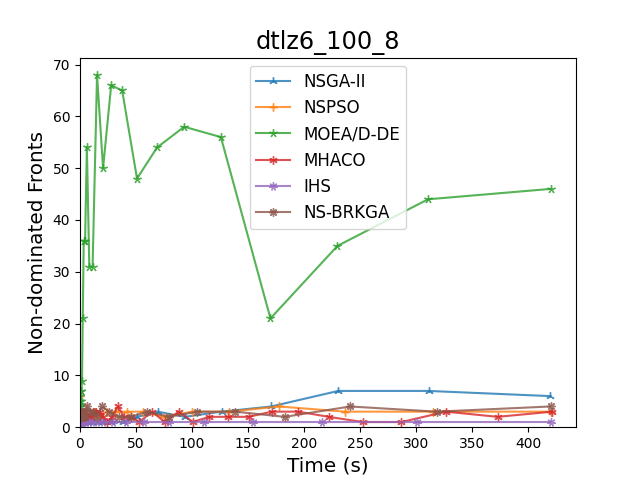 dtlz6_100_8
Non-dominated Fronts
70
60
50
40
30
20
10
0
NSGA-II
NSPSO
MOEA/D-DE
MHACO
IHS
NS-BRKGA
0 50 100 150 200 250 300 350 400
Time (s)